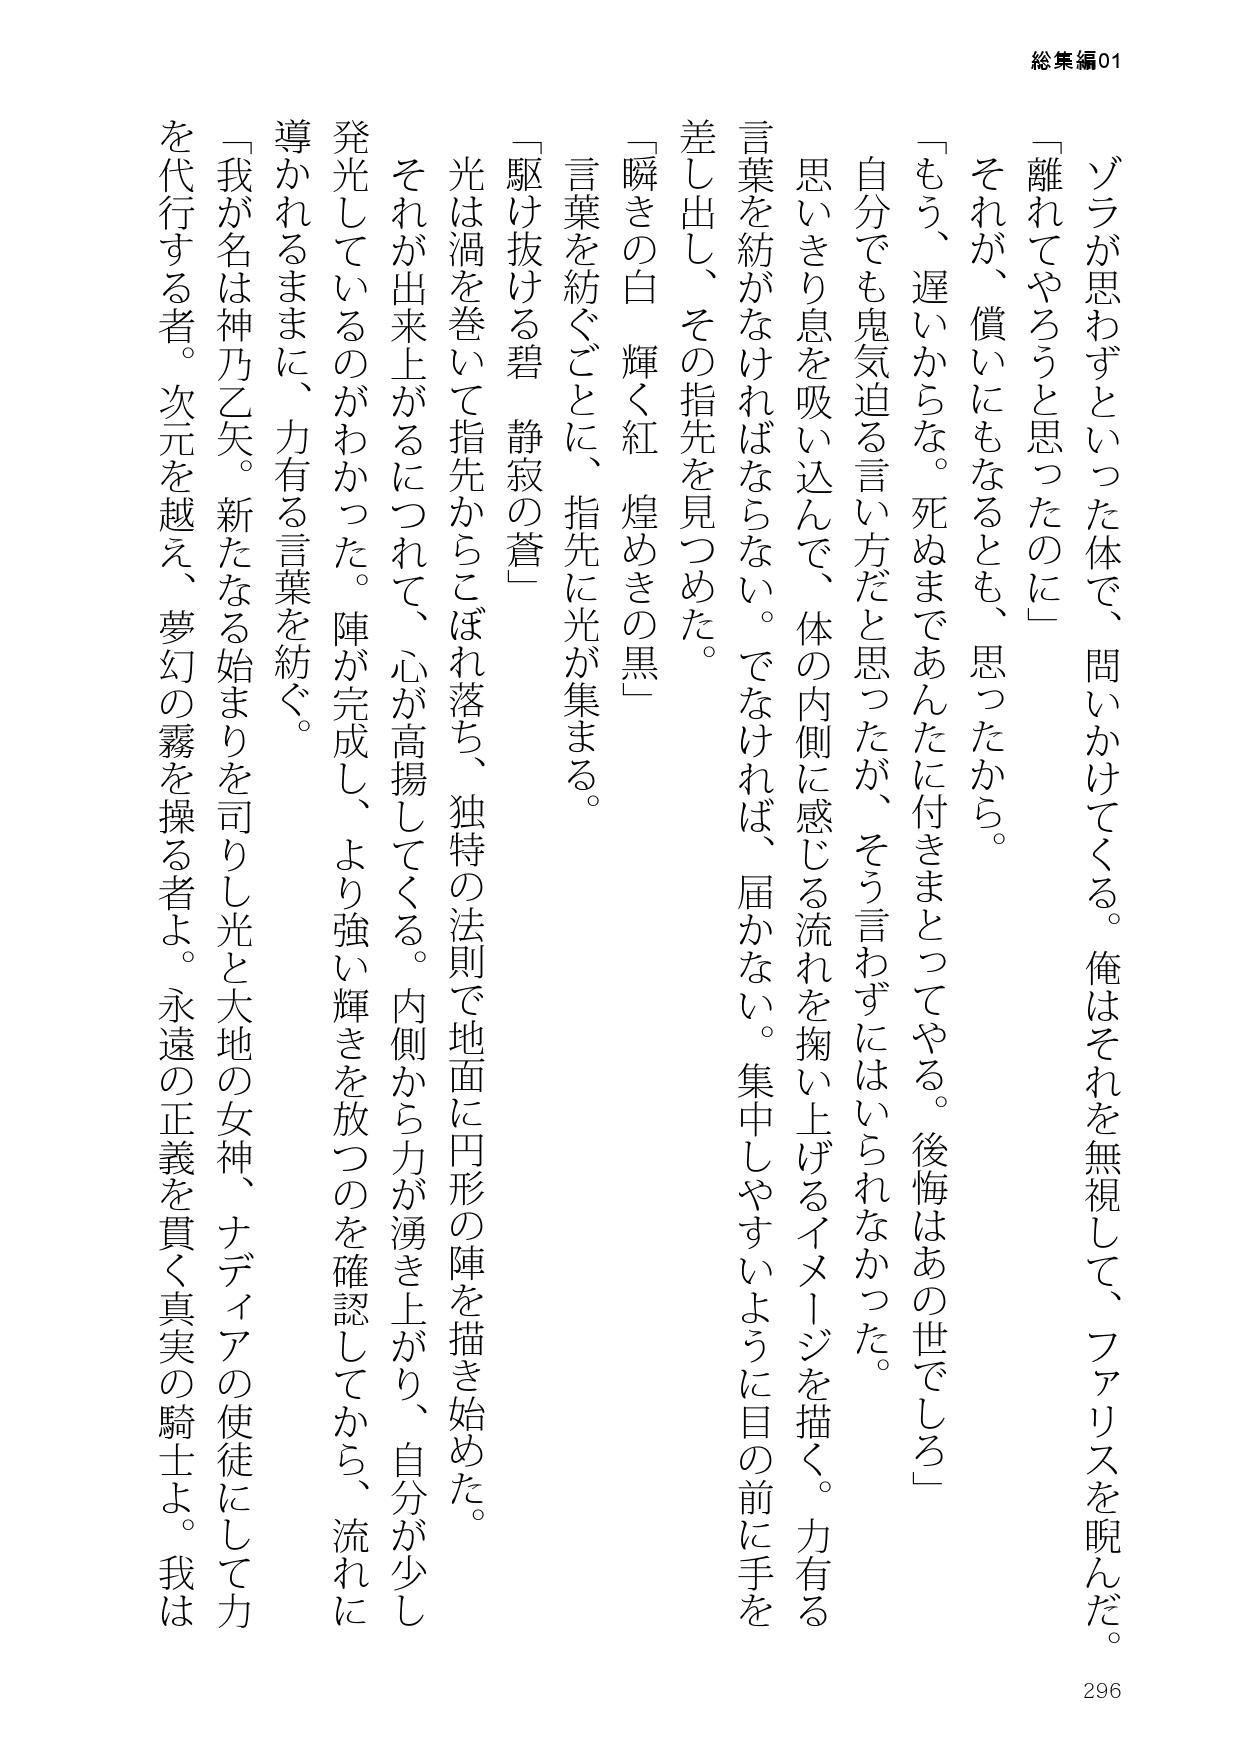 総集編01
　ゾラが思わずといった体で、問いかけてくる。俺はそれを無視して、ファリスを睨んだ。
「離れてやろうと思ったのに」
　それが、償いにもなるとも、思ったから。
「もう、遅いからな。死ぬまであんたに付きまとってやる。後悔はあの世でしろ」
　自分でも鬼気迫る言い方だと思ったが、そう言わずにはいられなかった。
　思いきり息を吸い込んで、体の内側に感じる流れを掬い上げるイメージを描く。力有る
言葉を紡がなければならない。でなければ、届かない。集中しやすいように目の前に手を
差し出し、その指先を見つめた。
「瞬きの白　輝く紅　煌めきの黒」
　言葉を紡ぐごとに、指先に光が集まる。
「駆け抜ける碧　静寂の蒼」
　光は渦を巻いて指先からこぼれ落ち、独特の法則で地面に円形の陣を描き始めた。
　それが出来上がるにつれて、心が高揚してくる。内側から力が湧き上がり、自分が少し
発光しているのがわかった。陣が完成し、より強い輝きを放つのを確認してから、流れに
導かれるままに、力有る言葉を紡ぐ。
「我が名は神乃乙矢。新たなる始まりを司りし光と大地の女神、ナディアの使徒にして力
を代行する者。次元を越え、夢幻の霧を操る者よ。永遠の正義を貫く真実の騎士よ。我は
296